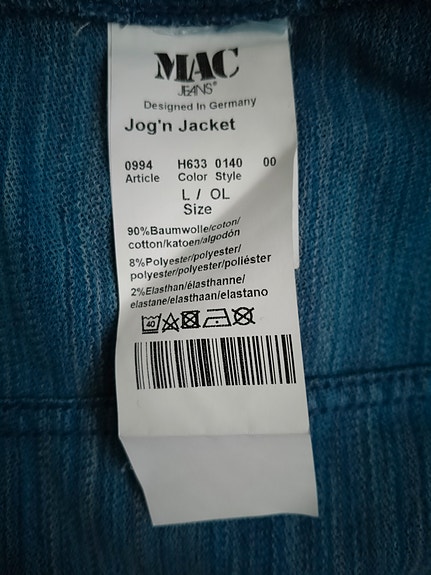 MAC
JEANS®
Designed In Germany
Jog'n Jacket
0994 H633 0140 00
Article Color Style
L / OL
Size
90%Baumwolle/coton/
cotton/katoen/algodón
8%Polyester/polyester/
polyester/polyester/poliéster
2%Elasthan/élasthanne/
elastane/elasthaan/elastano
40